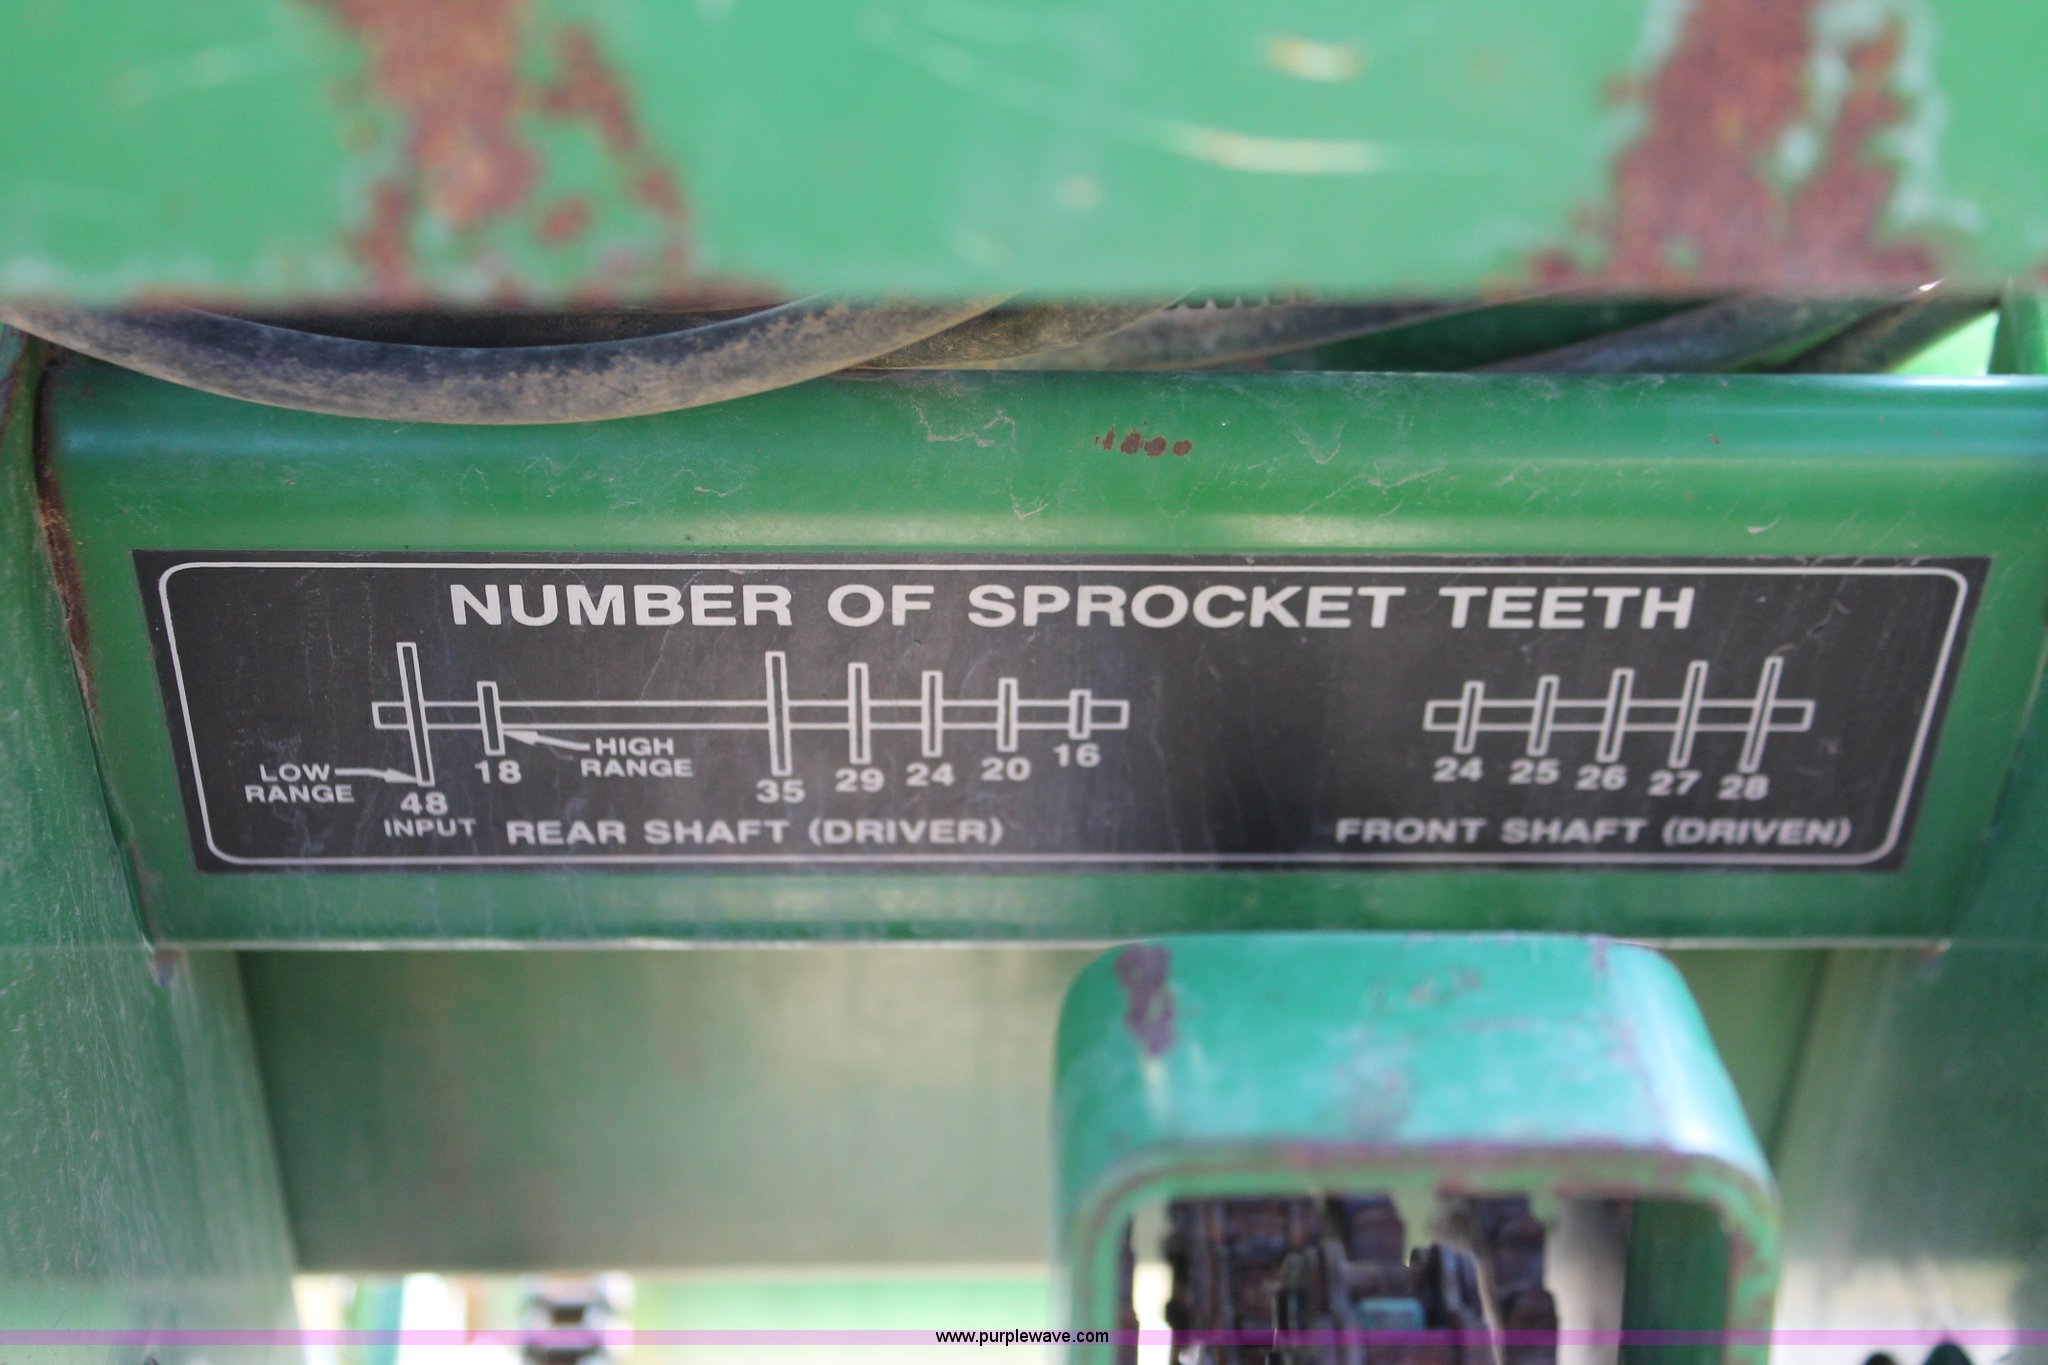 NUMBER OF SPROCKET TEETH
LOW RANGE
48
INPUT
18
HIGH RANGE
35 29 24 20 16
24 25 26 27 28
REAR SHAFT (DRIVER)
FRONT SHAFT (DRIVEN)
www.purplewave.com